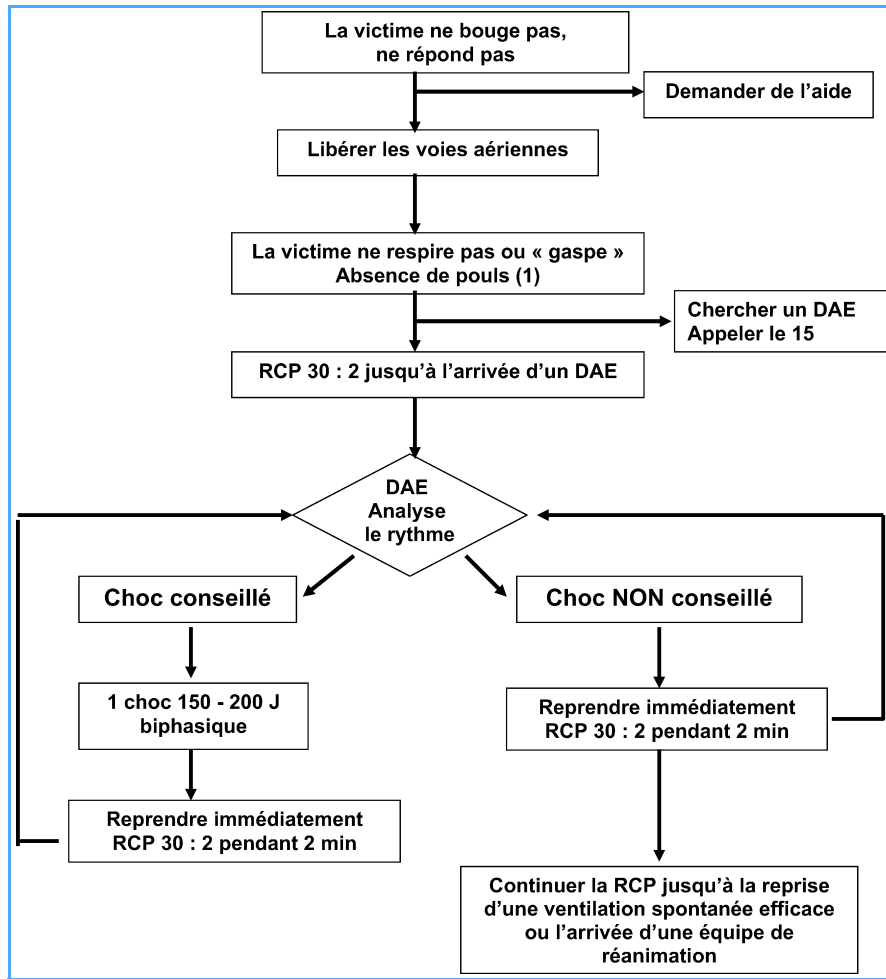 La victime ne bouge pas,
ne répond pas
Demander de l’aide
Libérer les voies aériennes
La victime ne respire pas ou « gaspe »
Absence de pouls (1)
Chercher un DAE
Appeler le 15
RCP 30 : 2 jusqu’à l’arrivée d’un DAE
DAE
Analyse
le rythme
Choc conseillé
Choc NON conseillé
1 choc 150 - 200 J
biphasique
Reprendre immédiatement
RCP 30 : 2 pendant 2 min
Reprendre immédiatement
RCP 30 : 2 pendant 2 min
Continuer la RCP jusqu’à la reprise
d’une ventilation spontanée efficace
ou l’arrivée d’une équipe de
réanimation